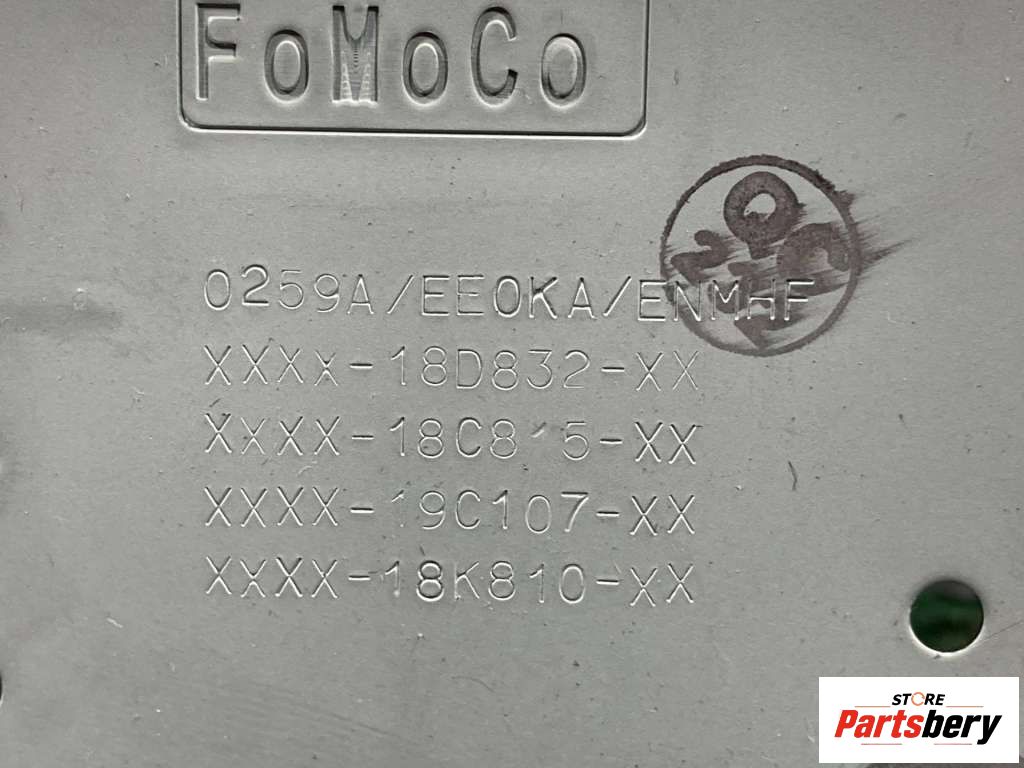 FoMoCo
0259A/EE0KA/ENMHF
XXXX-18D832-XX
XXXX-18C815-XX
XXXX-19C107-XX
XXXX-18K810-XX
STORE
Partsbery